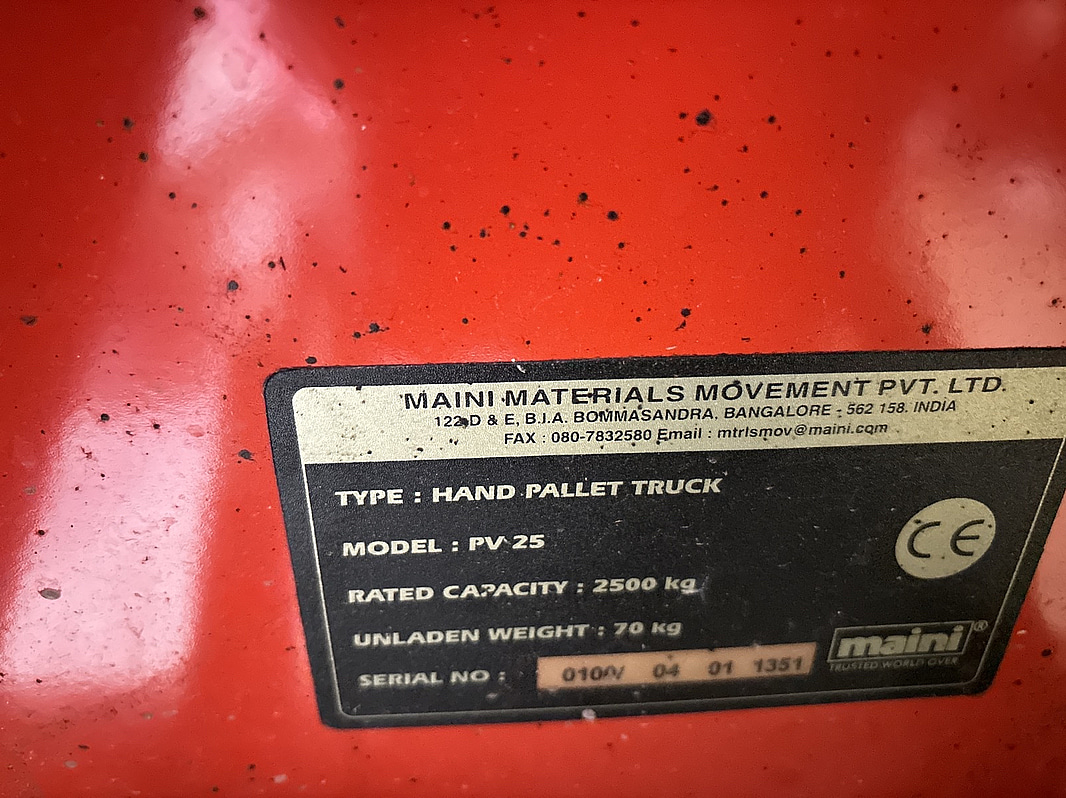 MAINI MATERIALS MOVEMENT PVT. LTD.
122,D & E, B.I.A. BOMMASANDRA, BANGALORE - 562 158. INDIA
FAX : 080-7832580 Email : mtrlsmov@maini.com
TYPE : HAND PALLET TRUCK
MODEL : PV 25
CE
RATED CAPACITY : 2500 kg
UNLADEN WEIGHT : 70 kg
maini®
TRUSTED WORLD OVER
SERIAL NO : 04 01 1351